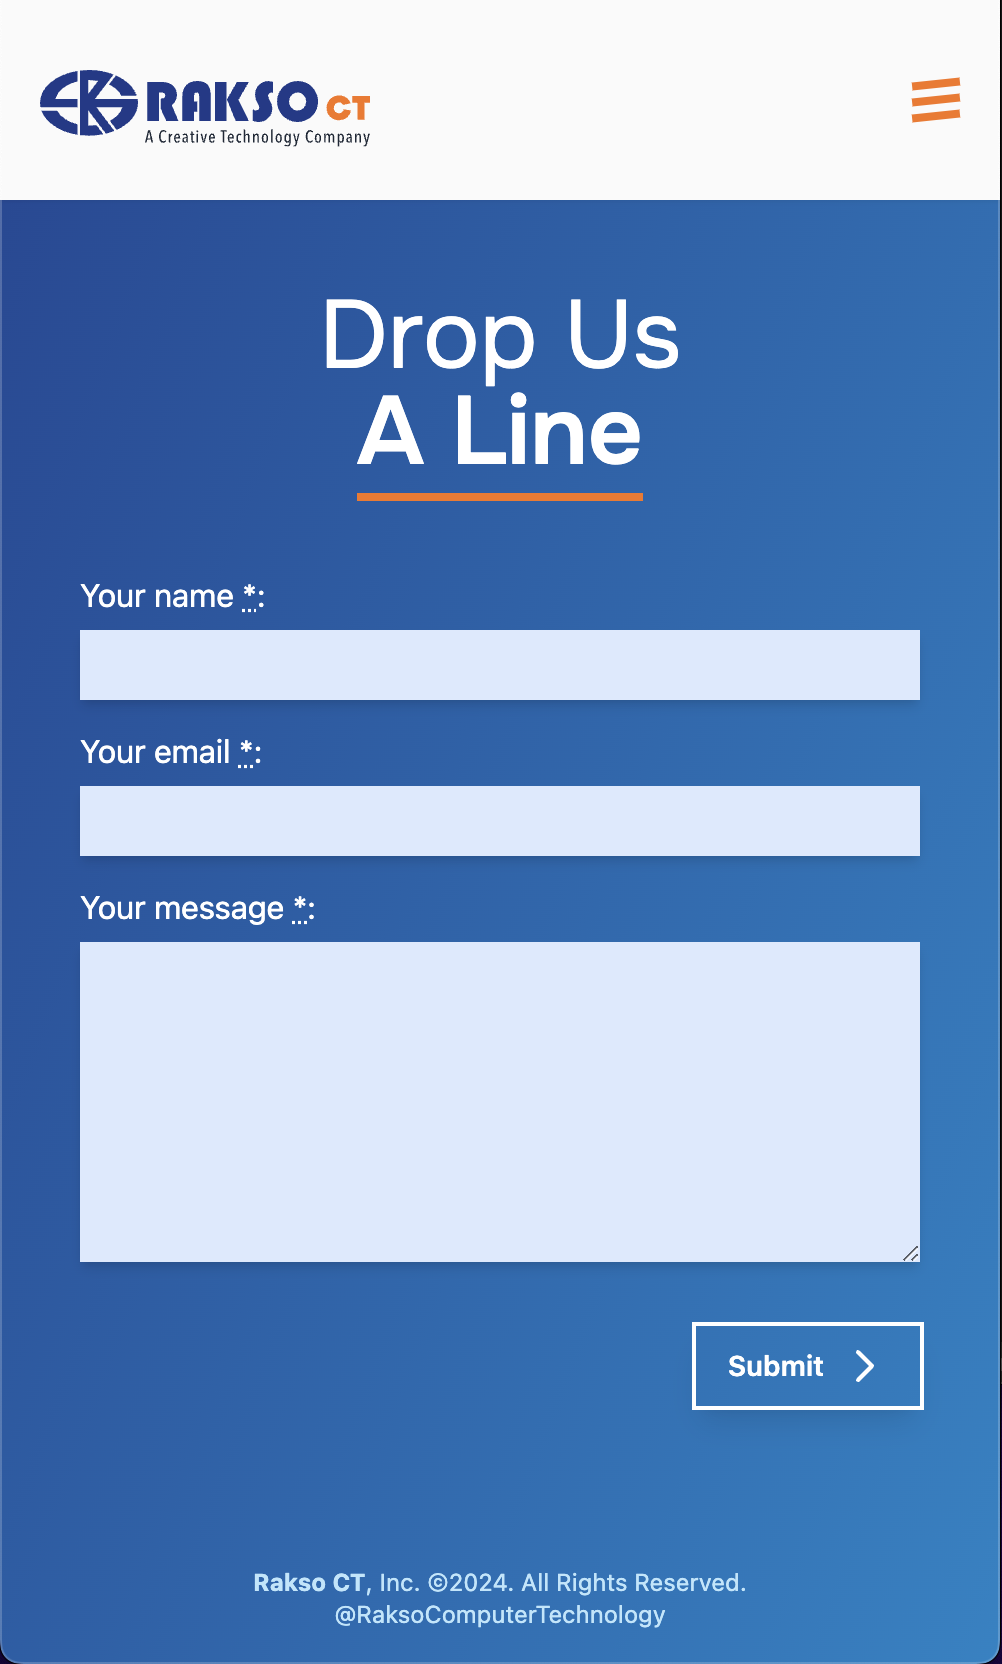 RAKSO CT
A Creative Technology Company
Drop Us
A Line
Your name *:
Your email *:
Your message *:
Submit
Rakso CT, Inc. ©2024. All Rights Reserved.
@RaksoComputerTechnology